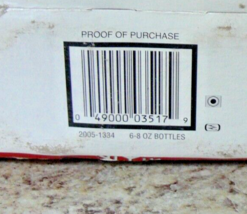 PROOF OF PURCHASE
0 49000 03517 9
2005-1334 6-8 OZ BOTTLES